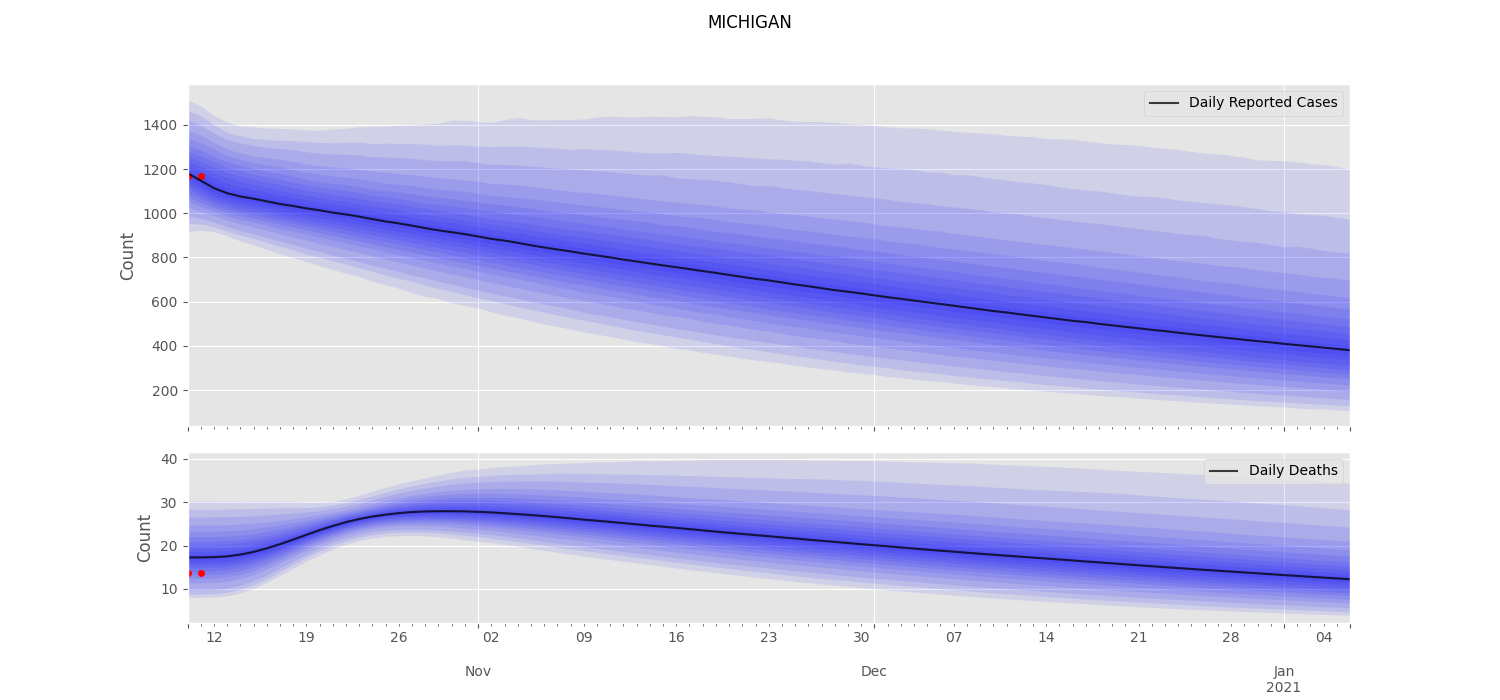 MICHIGAN
Daily Reported Cases
Count
1400
1200
1000
800
600
400
200
Daily Deaths
Count
40
30
20
10
12 19 26 02 09 16 23 30 07 14 21 28 04
Nov Dec Jan
2021